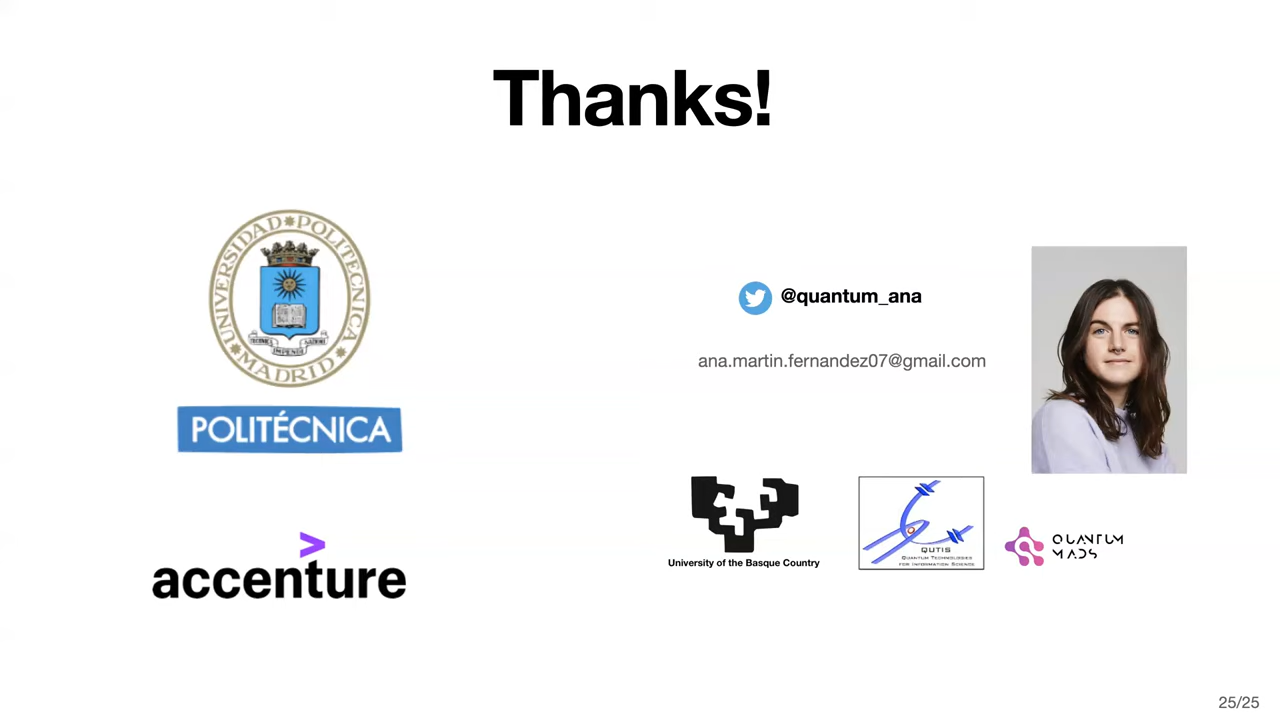 Thanks!
UNIVERSIDAD POLITECNICA
MADRID
POLITÉCNICA
accenture
@quantum_ana
ana.martin.fernandez07@gmail.com
University of the Basque Country
QUTIS
QUANTUM TECHNOLOGIES
FOR INFORMATION SCIENCE
QUANTUM
MADS
25/25